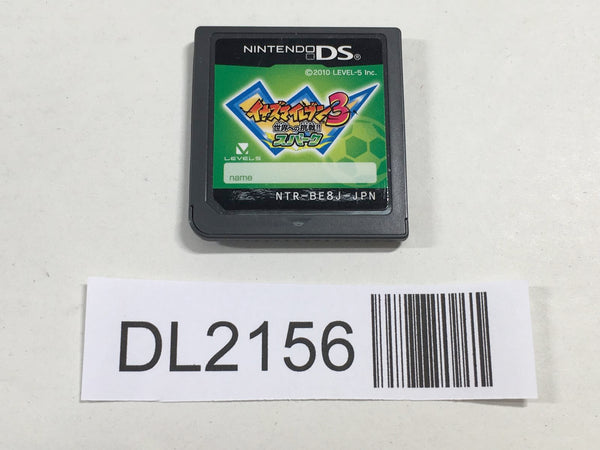 NINTENDO DS®
©2010 LEVEL-5 Inc.
イナズマイレブン3
世界への挑戦!!
スパーク
LEVEL5
name
NTR-BE8J-JPN
DL2156